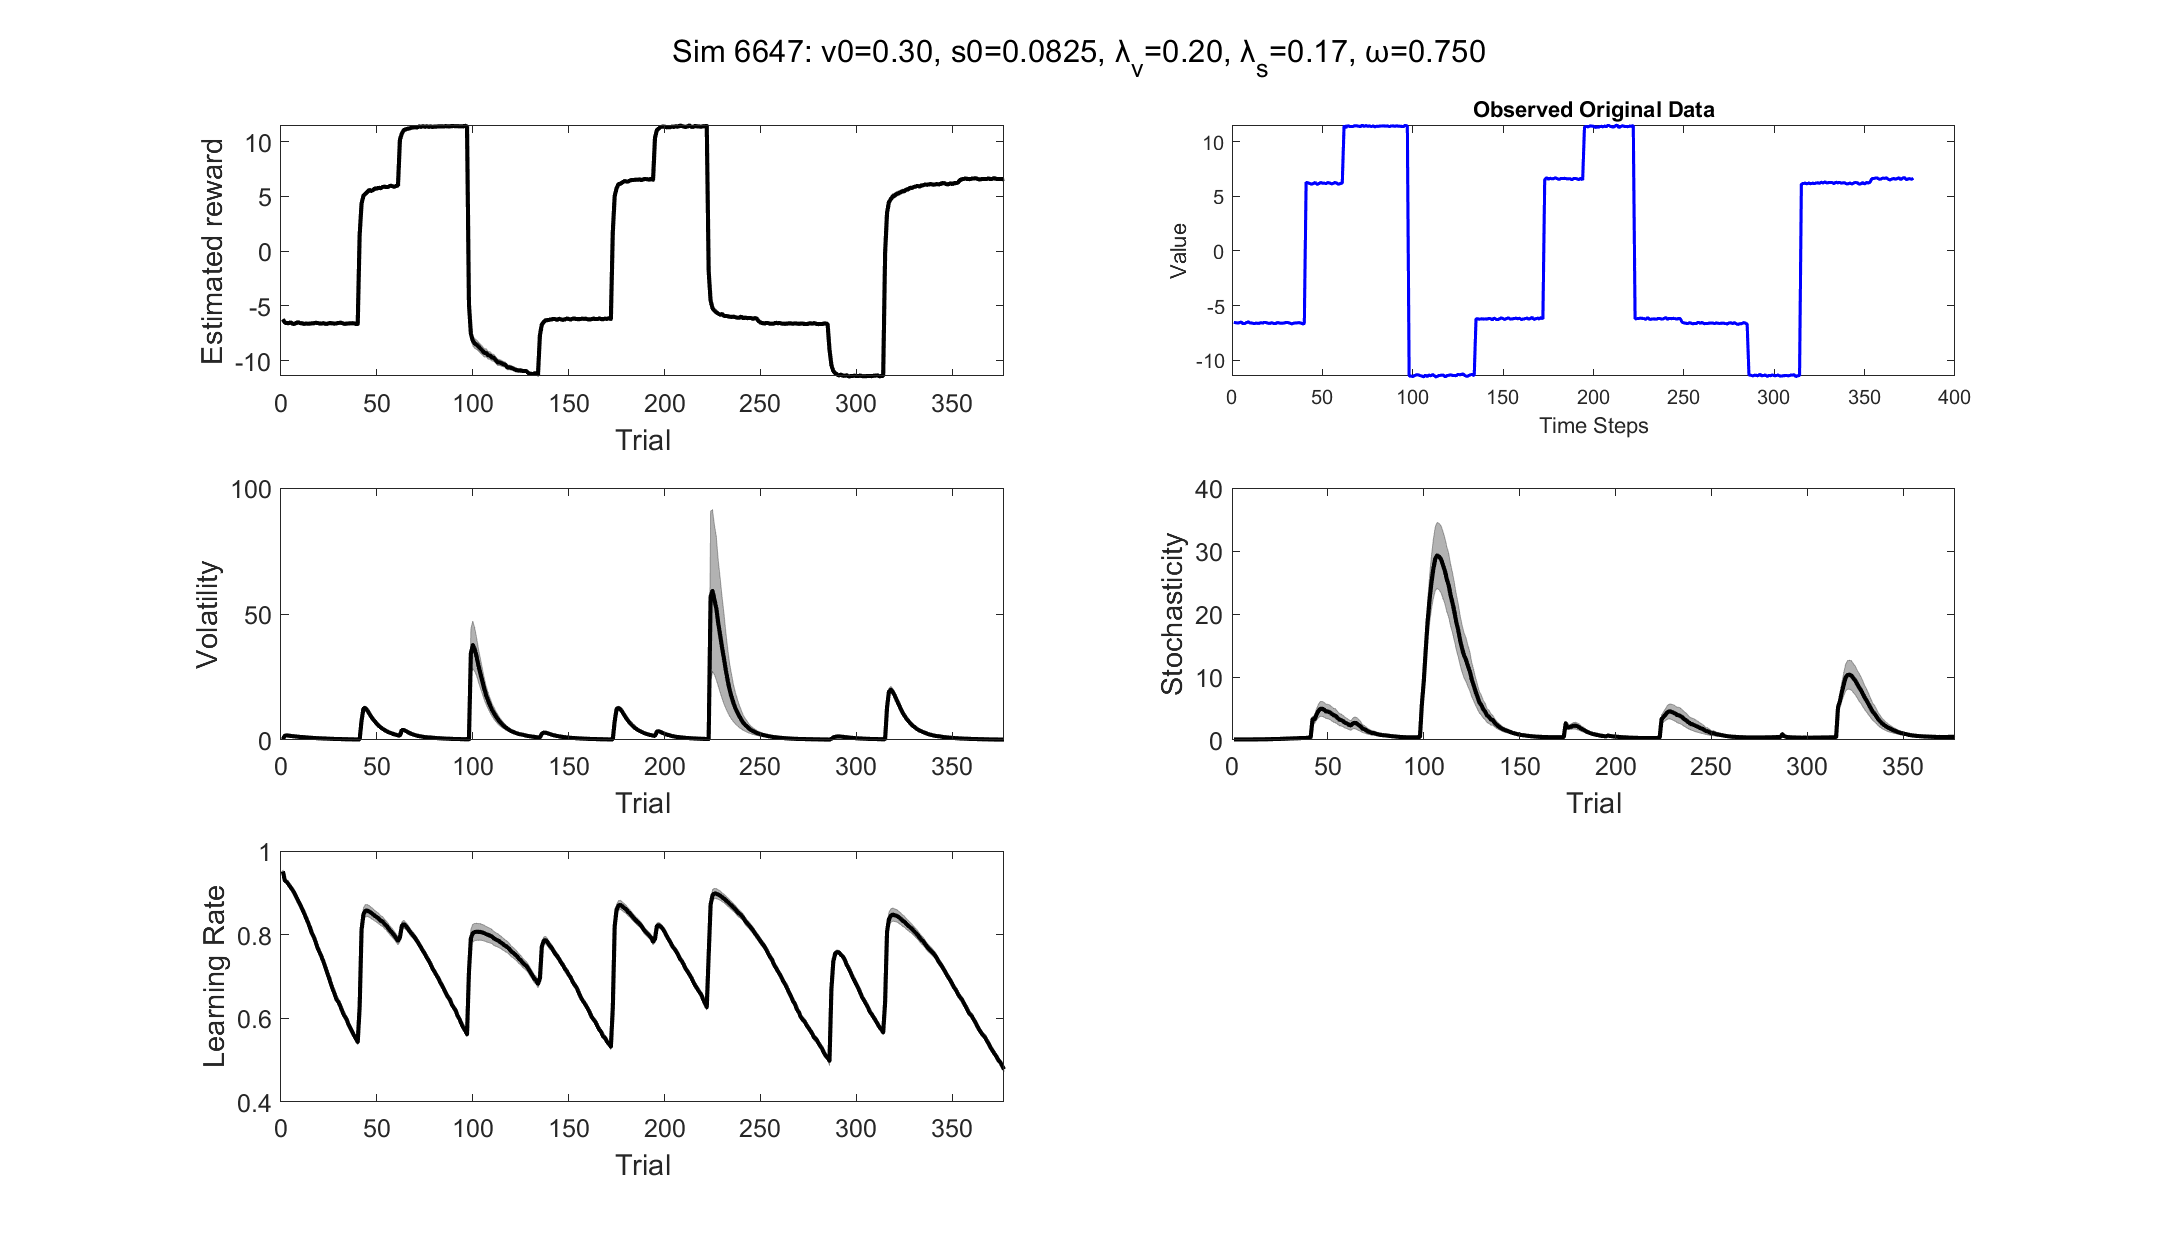 Sim 6647: v0=0.30, s0=0.0825, λ_v=0.20, λ_s=0.17, ω=0.750
Estimated reward
10
5
0
-5
-10
0 50 100 150 200 250 300 350
Trial
Observed Original Data
Value
10
5
0
-5
-10
0 50 100 150 200 250 300 350 400
Time Steps
Volatility
100
50
0
0 50 100 150 200 250 300 350
Trial
Stochasticity
40
30
20
10
0
0 50 100 150 200 250 300 350
Trial
Learning Rate
1
0.8
0.6
0.4
0 50 100 150 200 250 300 350
Trial